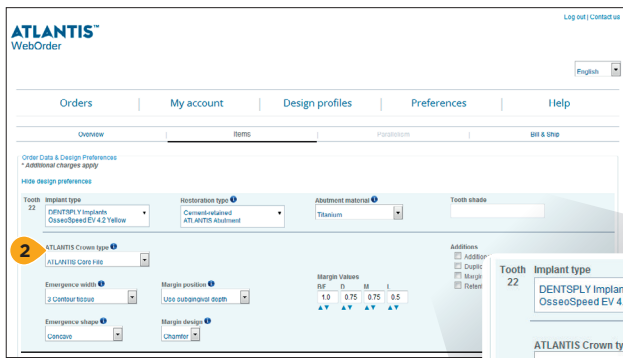 Log out | Contact us
ATLANTIS™
WebOrder
English
Orders | My account | Design profiles | Preferences | Help
Overview | Items | Parallelism | Bill & Ship
Order Data & Design Preferences
* Additional charges apply
Hide design preferences
Tooth Implant type Restoration type Abutment material Tooth shade
22 DENTSPLY Implants Cement-retained Titanium
OsseoSpeed EV 4.2 Yellow ATLANTIS Abutment
2 ATLANTIS Crown type Additions
ATLANTIS Core File
Emergence width Margin position Margin Values
3 Contour tissue Use subgingival depth B/F D M L
1.0 0.75 0.75 0.5
Emergence shape Margin design
Concave Chamfer
Tooth Implant type
22 DENTSPLY Implan
OsseoSpeed EV 4
ATLANTIS Crown ty